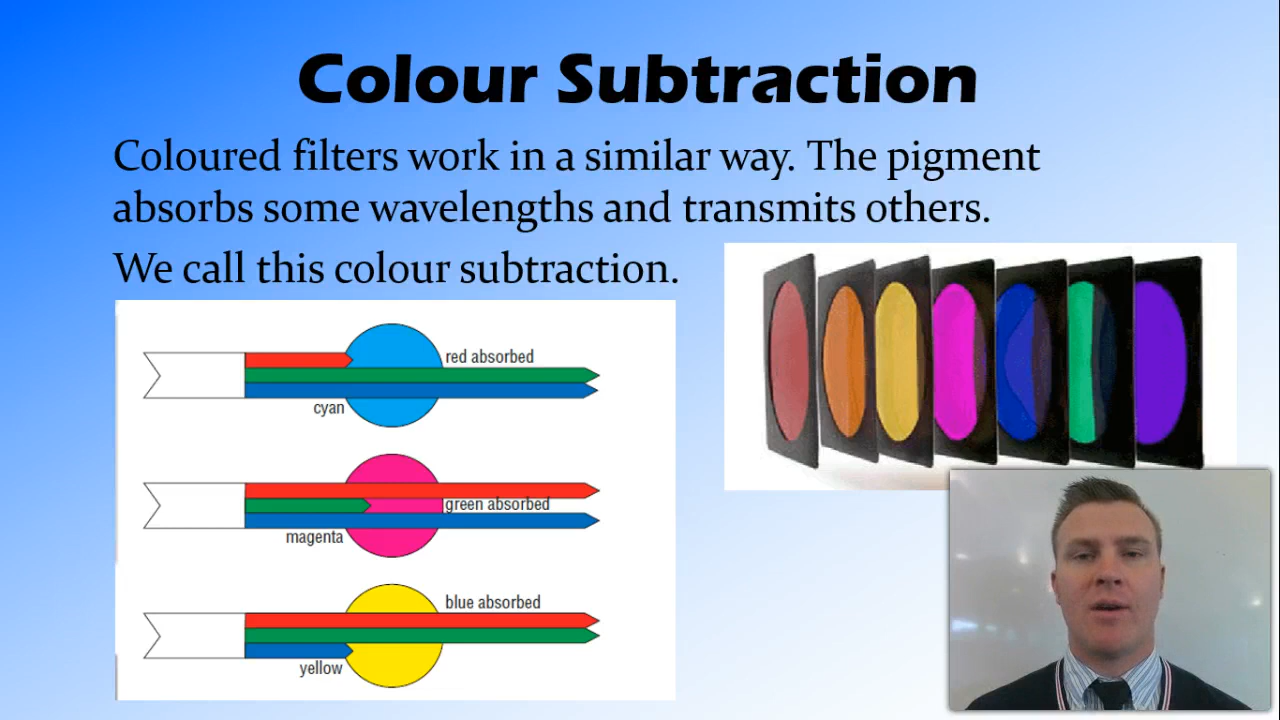 Colour Subtraction
Coloured filters work in a similar way. The pigment
absorbs some wavelengths and transmits others.
We call this colour subtraction.
red absorbed
cyan
green absorbed
magenta
blue absorbed
yellow